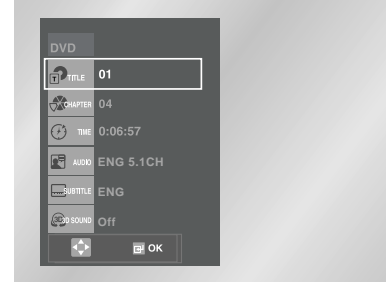 DVD
T TITLE 01
CHAPTER 04
TIME 0:06:57
AUDIO ENG 5.1CH
SUBTITLE ENG
3D SOUND Off
OK